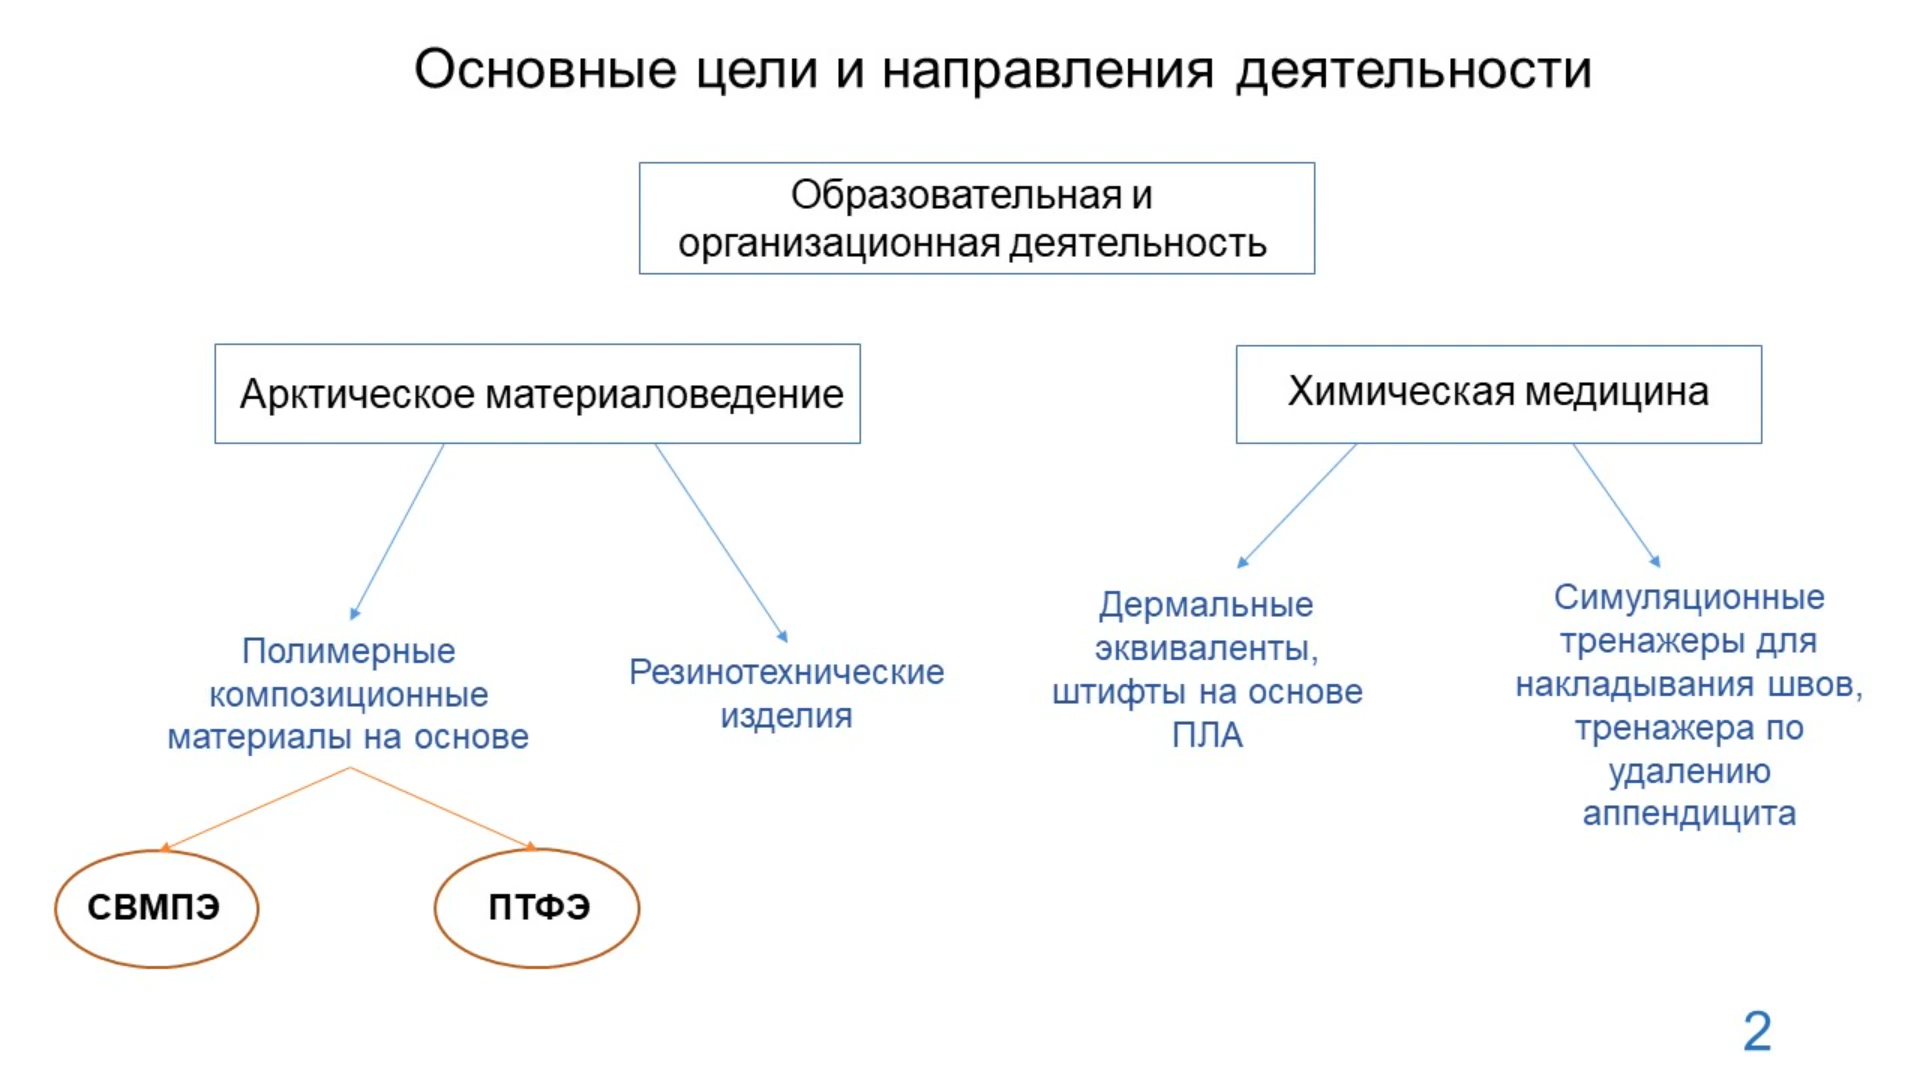 Основные цели и направления деятельности
Образовательная и
организационная деятельность
Арктическое материаловедение
Химическая медицина
Полимерные
композиционные
материалы на основе
Резинотехнические
изделия
Дермальные
эквиваленты,
штифты на основе
ПЛА
Симуляционные
тренажеры для
накладывания швов,
тренажера по
удалению
аппендицита
СВМПЭ
ПТФЭ
2